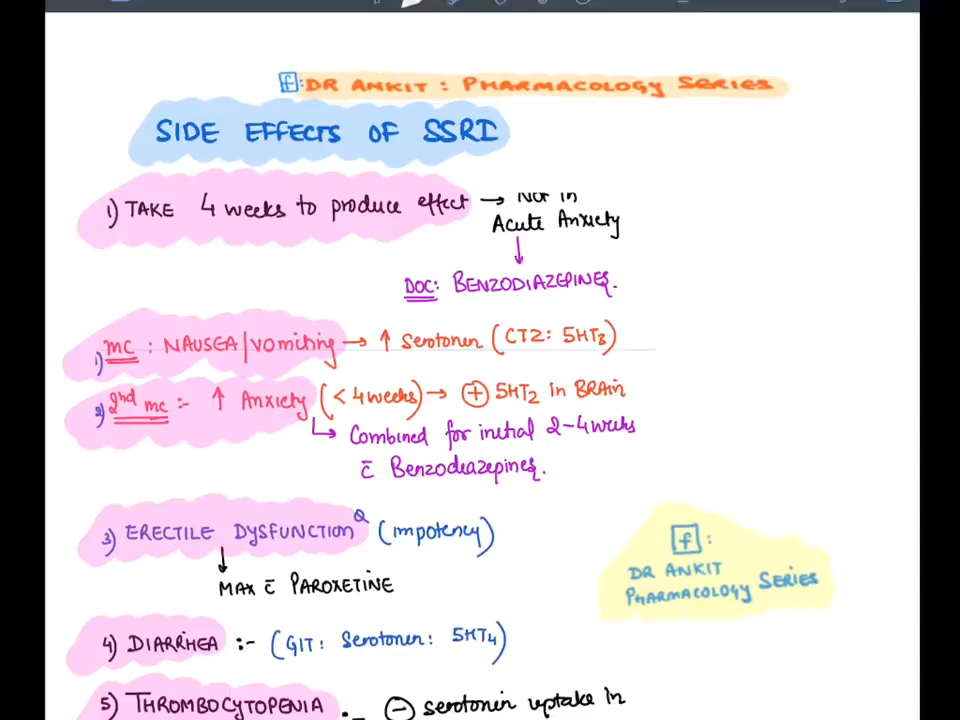 f: DR ANKIT: PHARMACOLOGY SERIES
SIDE EFFECTS OF SSRI
1) TAKE 4 weeks to produce effect → Not in
Acute Anxiety
DOC: BENZODIAZEPINES.
1) mc: NAUSEA/vomiting → ↑ Serotonin (CTZ: 5HT3)
2) 2nd mc :- ↑ Anxiety (< 4 weeks) → + 5HT2 in BRAIN
Combined for initial 2-4 weeks
c̄ Benzodiazepines.
3) ERECTILE DYSFUNCTION Q (impotency)
MAX c̄ PAROXETINE
f:
DR ANKIT
PHARMACOLOGY SERIES
4) DIARRHEA :- (GIT: Serotonin: 5HT4)
5) THROMBOCYTOPENIA :- ⊖ serotonin uptake in